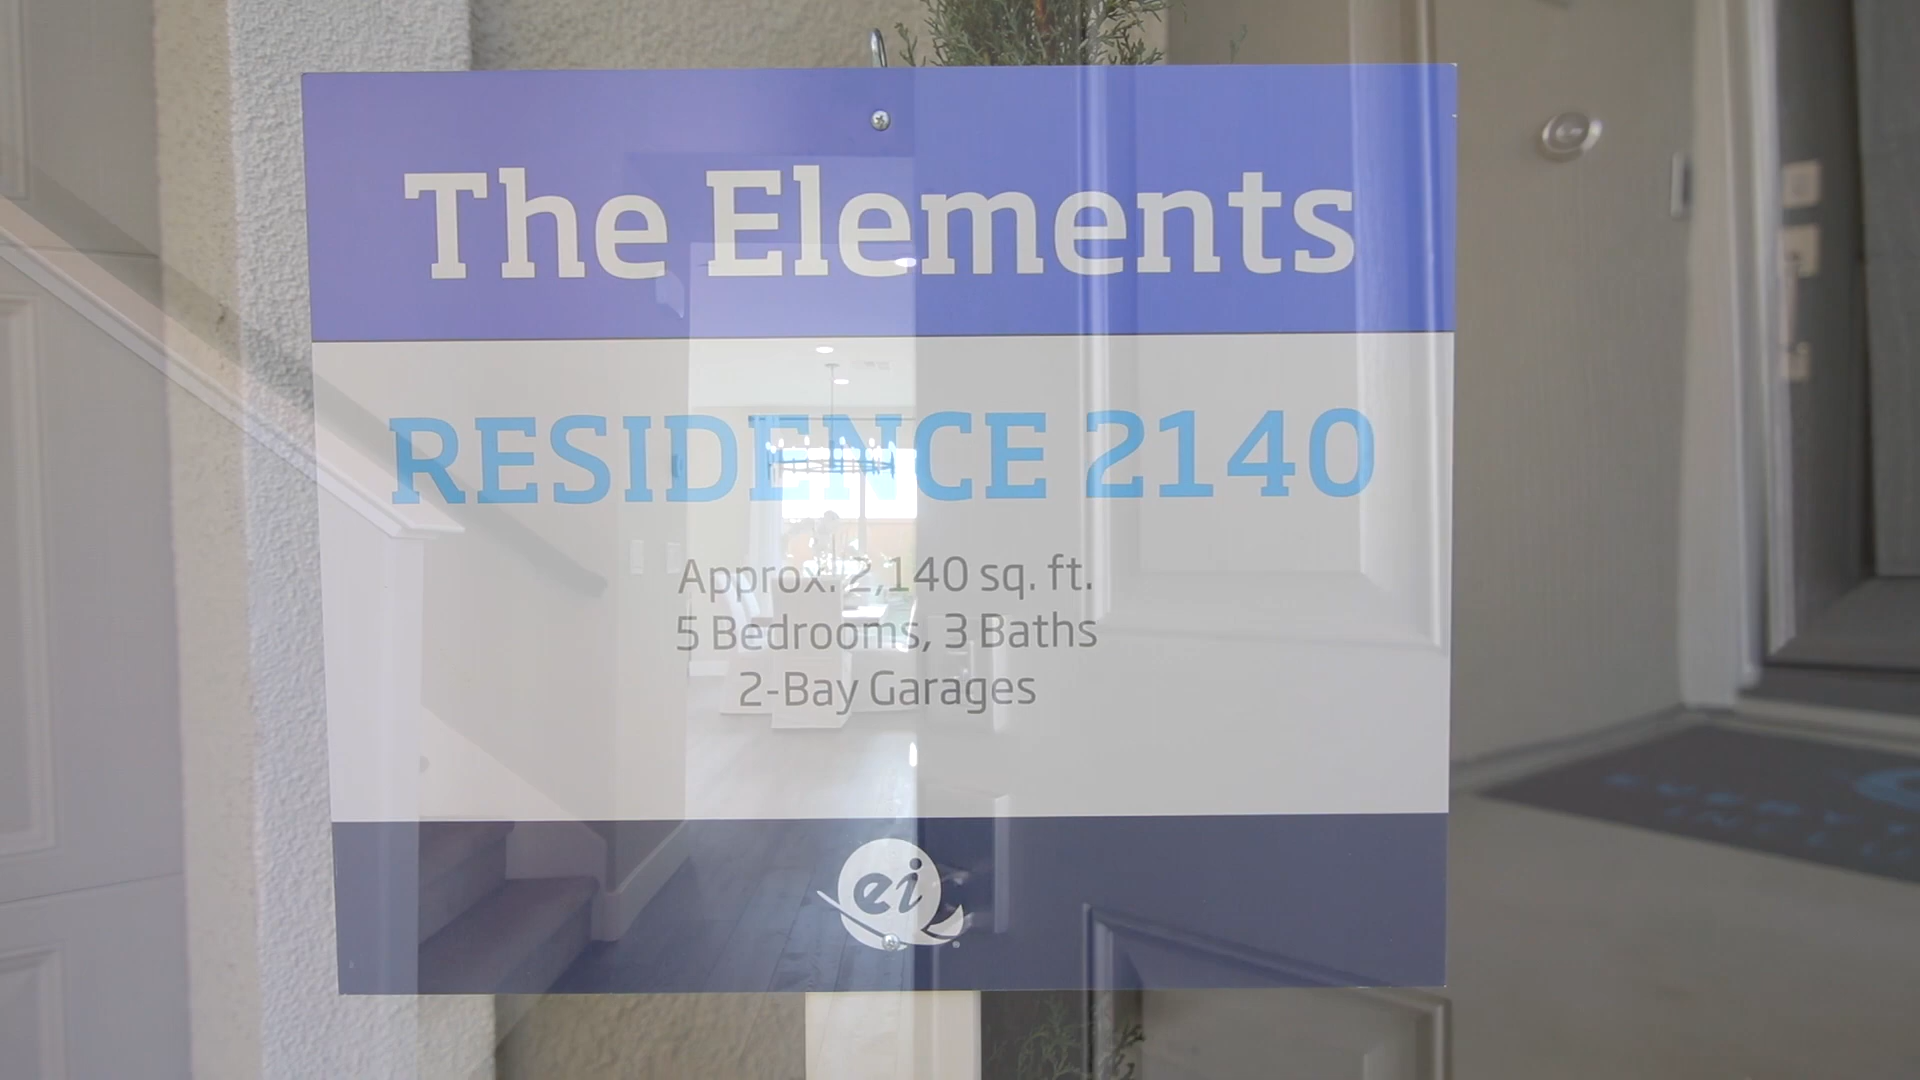 The Elements
RESIDENCE 2140
Approx. 2,140 sq. ft.
5 Bedrooms, 3 Baths
2-Bay Garages
ei